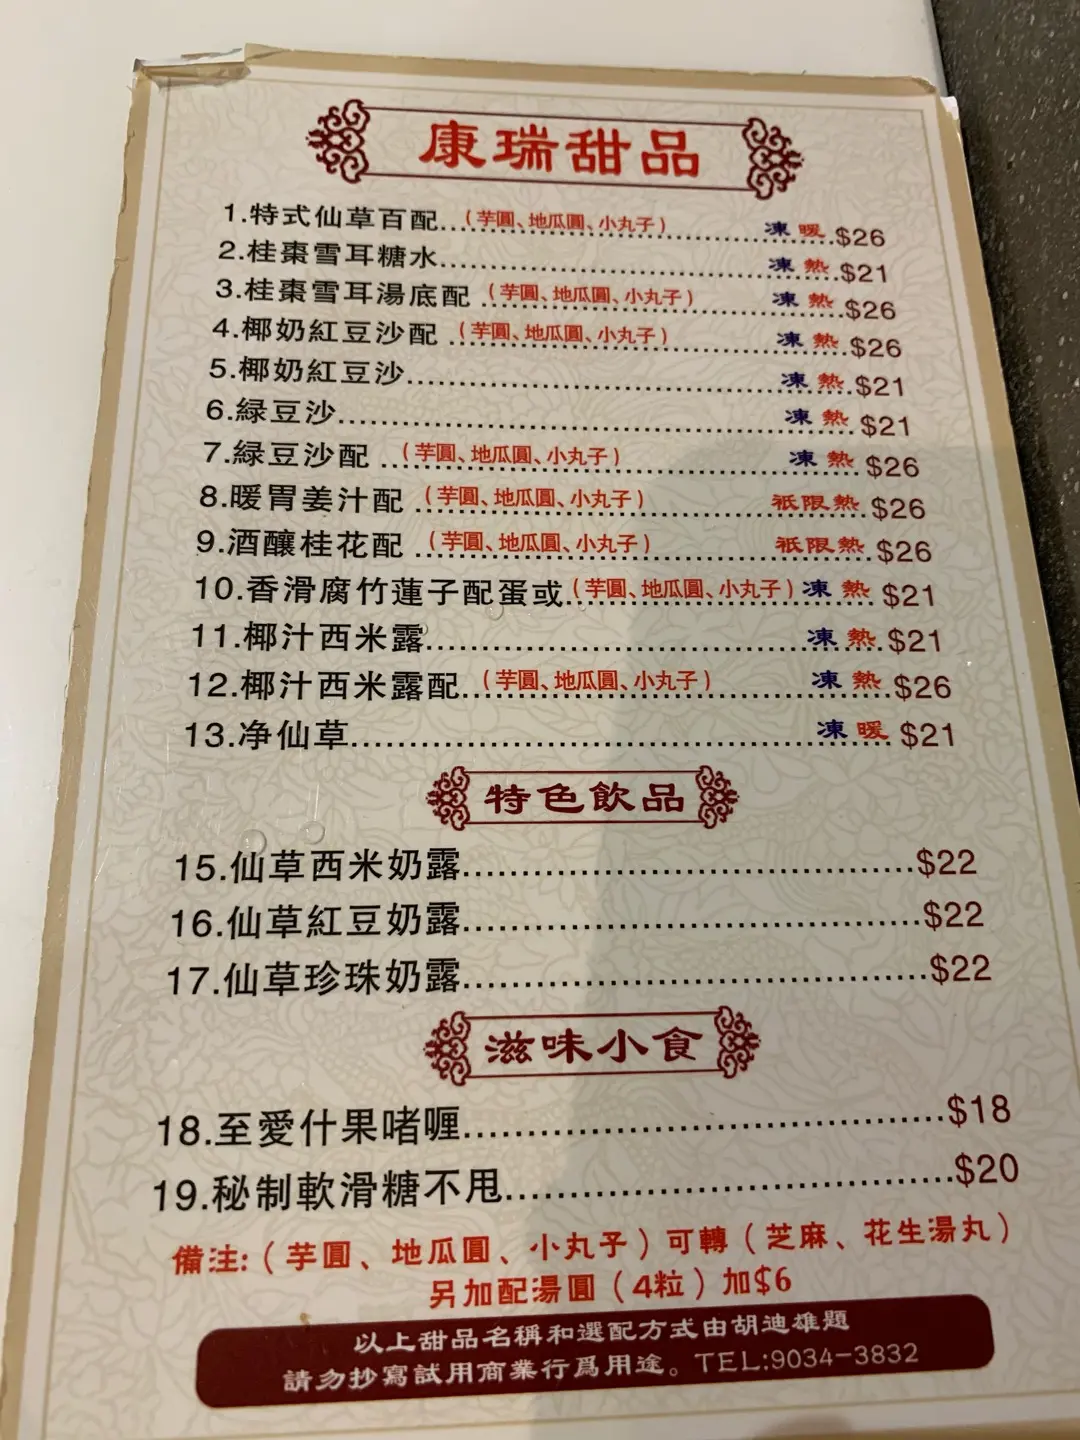 康瑞甜品
1.特式仙草百配...(芋圓、地瓜圓、小丸子) 凍 暖 $26
2.桂棗雪耳糖水... 凍 熱 $21
3.桂棗雪耳湯底配 (芋圓、地瓜圓、小丸子) 凍 熱 $26
4.椰奶紅豆沙配 (芋圓、地瓜圓、小丸子) 凍 熱 $26
5.椰奶紅豆沙... 凍 熱 $21
6.緑豆沙... 凍 熱 $21
7.緑豆沙配 (芋圓、地瓜圓、小丸子) 凍 熱 $26
8.暖胃姜汁配 (芋圓、地瓜圓、小丸子) 祇限熱 $26
9.酒釀桂花配 (芋圓、地瓜圓、小丸子) 祇限熱 $26
10.香滑腐竹蓮子配蛋或(芋圓、地瓜圓、小丸子) 凍 熱 $21
11.椰汁西米露... 凍 熱 $21
12.椰汁西米露配 (芋圓、地瓜圓、小丸子) 凍 熱 $26
13.净仙草... 凍 暖 $21
特色飲品
15.仙草西米奶露...$22
16.仙草紅豆奶露...$22
17.仙草珍珠奶露...$22
滋味小食
18.至愛什果啫喱...$18
19.秘制軟滑糖不甩...$20
備注:(芋圓、地瓜圓、小丸子)可轉(芝麻、花生湯丸)
另加配湯圓(4粒)加$6
以上甜品名稱和選配方式由胡迪雄題
請勿抄寫試用商業行爲用途。TEL:9034-3832